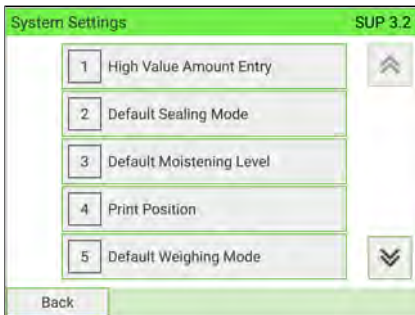 System Settings SUP 3.2
1 High Value Amount Entry
2 Default Sealing Mode
3 Default Moistening Level
4 Print Position
5 Default Weighing Mode
Back